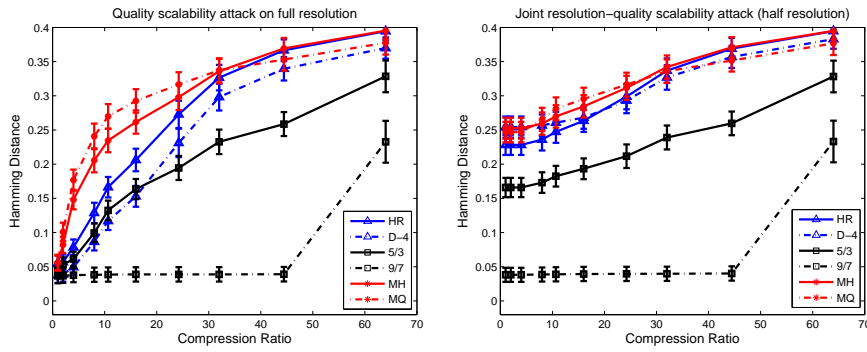 Quality scalability attack on full resolution
Hamming Distance
0.4
0.35
0.3
0.25
0.2
0.15
0.1
0.05
0
0 10 20 30 40 50 60 70
Compression Ratio
HR
D-4
5/3
9/7
MH
MQ
Joint resolution-quality scalability attack (half resolution)
Hamming Distance
0.4
0.35
0.3
0.25
0.2
0.15
0.1
0.05
0
0 10 20 30 40 50 60 70
Compression Ratio
HR
D-4
5/3
9/7
MH
MQ